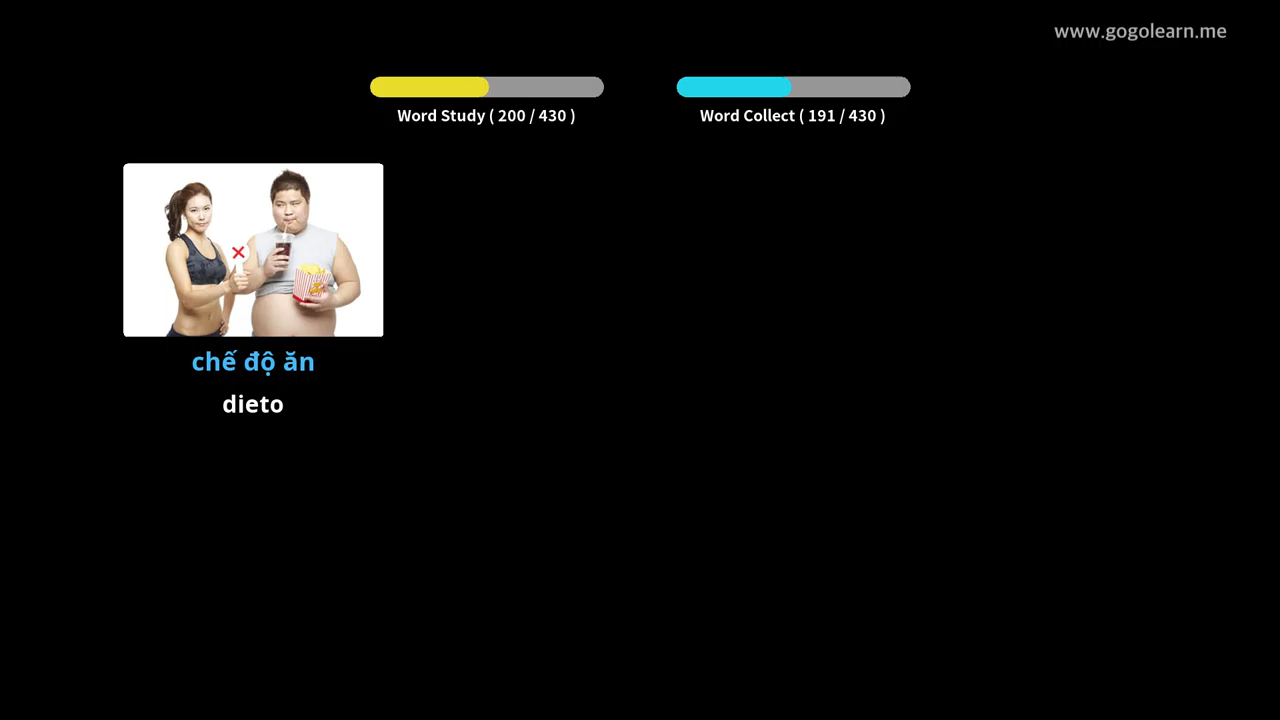 www.gogolearn.me
Word Study ( 200 / 430 )
Word Collect ( 191 / 430 )
chế độ ăn
dieto